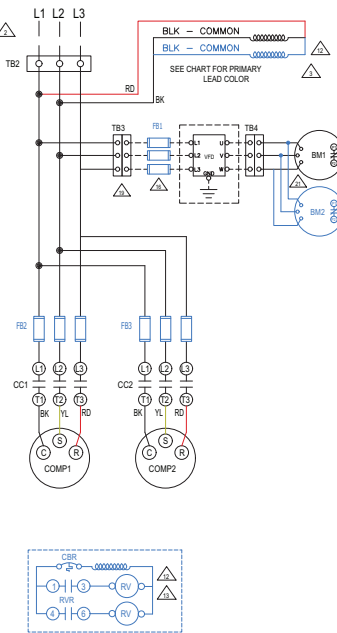 L1 L2 L3
2
TB2
BLK – COMMON
BLK – COMMON
12
3
SEE CHART FOR PRIMARY
LEAD COLOR
RD
BK
TB3
FB1
TB4
L1
L2
L3
VFD
GND
U
V
W
BM1
BM2
19
16
21
FB2
FB3
L1 L2 L3
L1 L2 L3
CC1
CC2
T1 T2 T3
T1 T2 T3
BK YL RD
BK YL RD
C S R
C S R
COMP1
COMP2
CBR
1 3 RV
12
RVR
13
4 6 RV